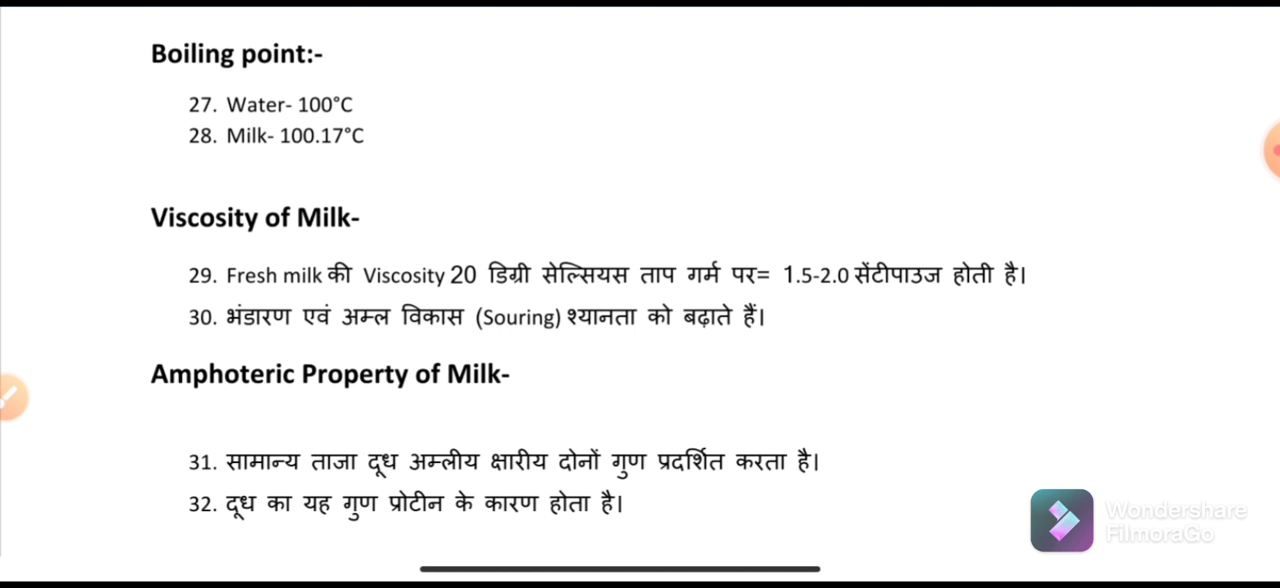 Boiling point:-
27. Water- 100°C
28. Milk- 100.17°C
Viscosity of Milk-
29. Fresh milk की Viscosity 20 डिग्री सेल्सियस ताप गर्म पर= 1.5-2.0 सेंटीपाउज होती है।
30. भंडारण एवं अम्ल विकास (Souring) श्यानता को बढ़ाते हैं।
Amphoteric Property of Milk-
31. सामान्य ताजा दूध अम्लीय क्षारीय दोनों गुण प्रदर्शित करता है।
32. दूध का यह गुण प्रोटीन के कारण होता है।
Wondershare
FilmoraGo